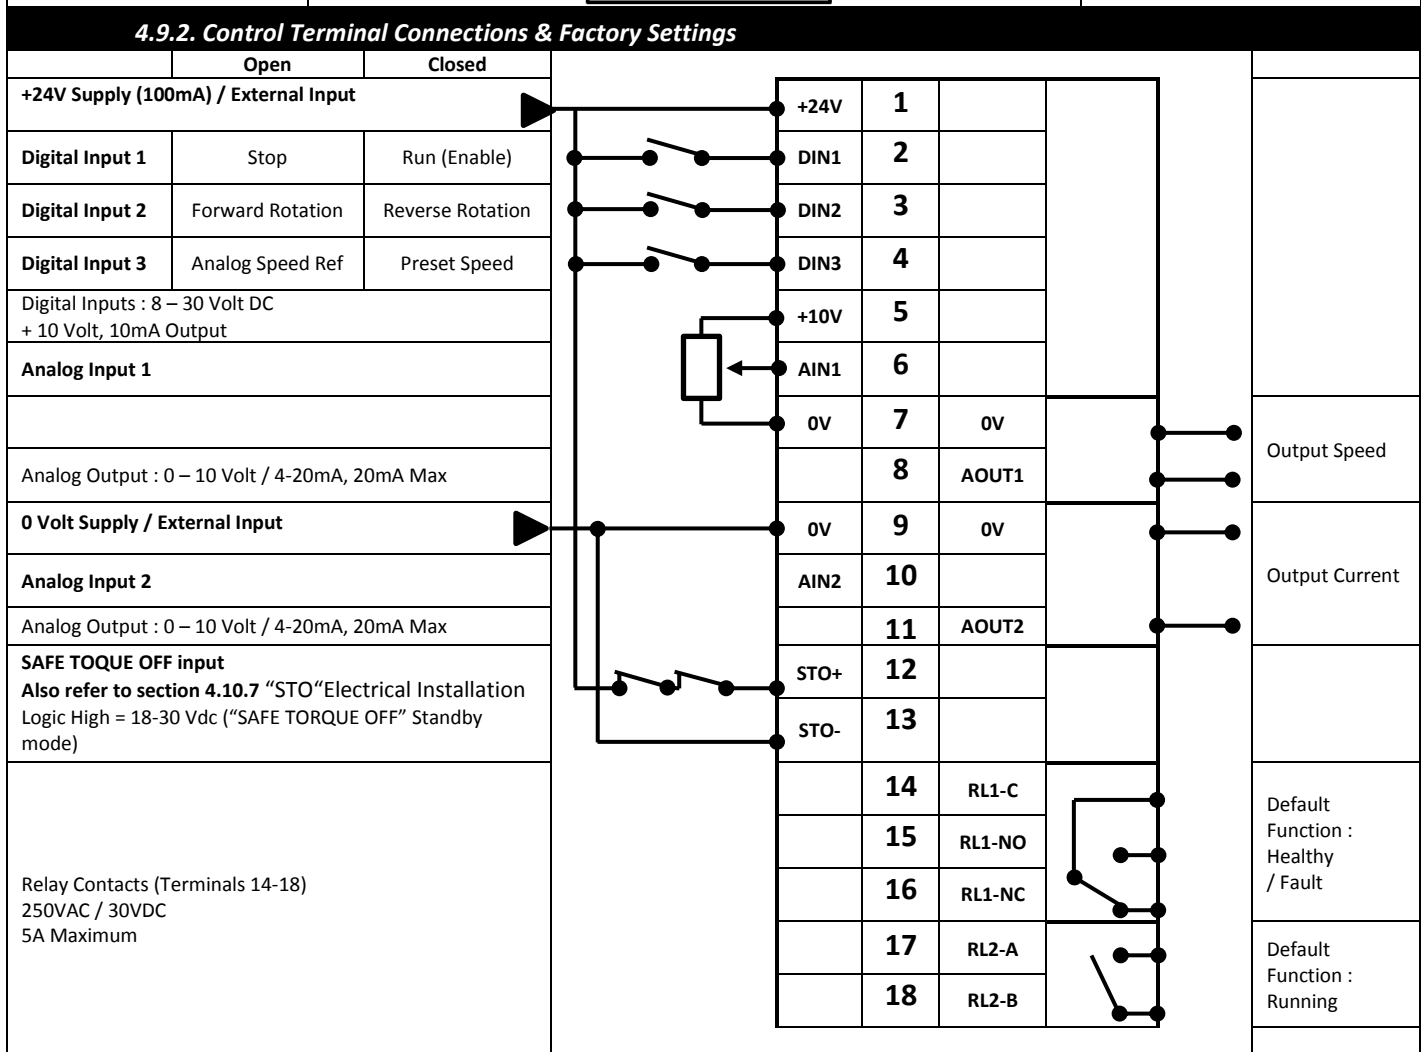 4.9.2. Control Terminal Connections & Factory Settings
Open Closed
+24V Supply (100mA) / External Input
+24V 1
Digital Input 1 Stop Run (Enable) DIN1 2
Digital Input 2 Forward Rotation Reverse Rotation DIN2 3
Digital Input 3 Analog Speed Ref Preset Speed DIN3 4
Digital Inputs : 8 – 30 Volt DC
+ 10 Volt, 10mA Output
+10V 5
Analog Input 1 AIN1 6
0V 7 0V
Output Speed
Analog Output : 0 – 10 Volt / 4-20mA, 20mA Max 8 AOUT1
0 Volt Supply / External Input 0V 9 0V
Analog Input 2 AIN2 10
Output Current
Analog Output : 0 – 10 Volt / 4-20mA, 20mA Max 11 AOUT2
SAFE TOQUE OFF input
Also refer to section 4.10.7 “STO“Electrical Installation
Logic High = 18-30 Vdc (“SAFE TORQUE OFF” Standby
mode)
STO+ 12
STO- 13
14 RL1-C
15 RL1-NO
16 RL1-NC
Default
Function :
Healthy
/ Fault
Relay Contacts (Terminals 14-18)
250VAC / 30VDC
5A Maximum
17 RL2-A
18 RL2-B
Default
Function :
Running